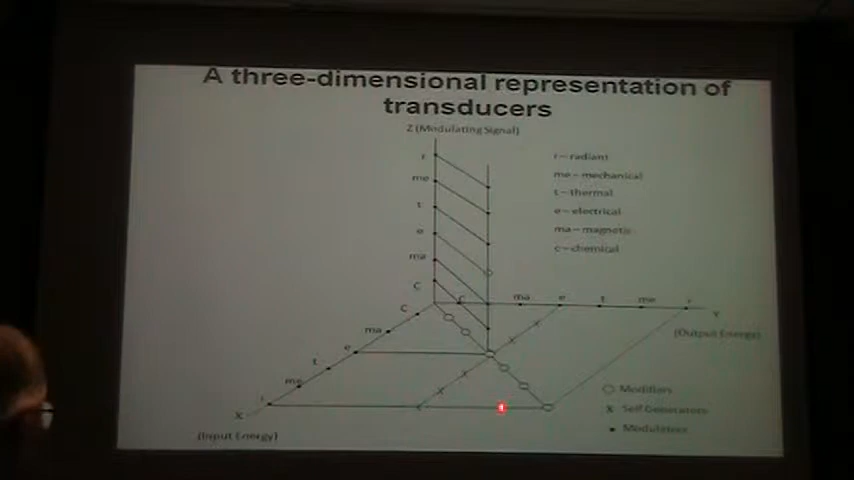 A three-dimensional representation of
transducers
Z (Modulating Signal)
r
me
t
e
ma
C
r – radiant
me – mechanical
t – thermal
e – electrical
ma – magnetic
c – chemical
C
ma
e
t
me
r
Y
(Output Energy)
C
ma
e
t
me
r
X
(Input Energy)
Modifiers
X Self Generators
Modulators